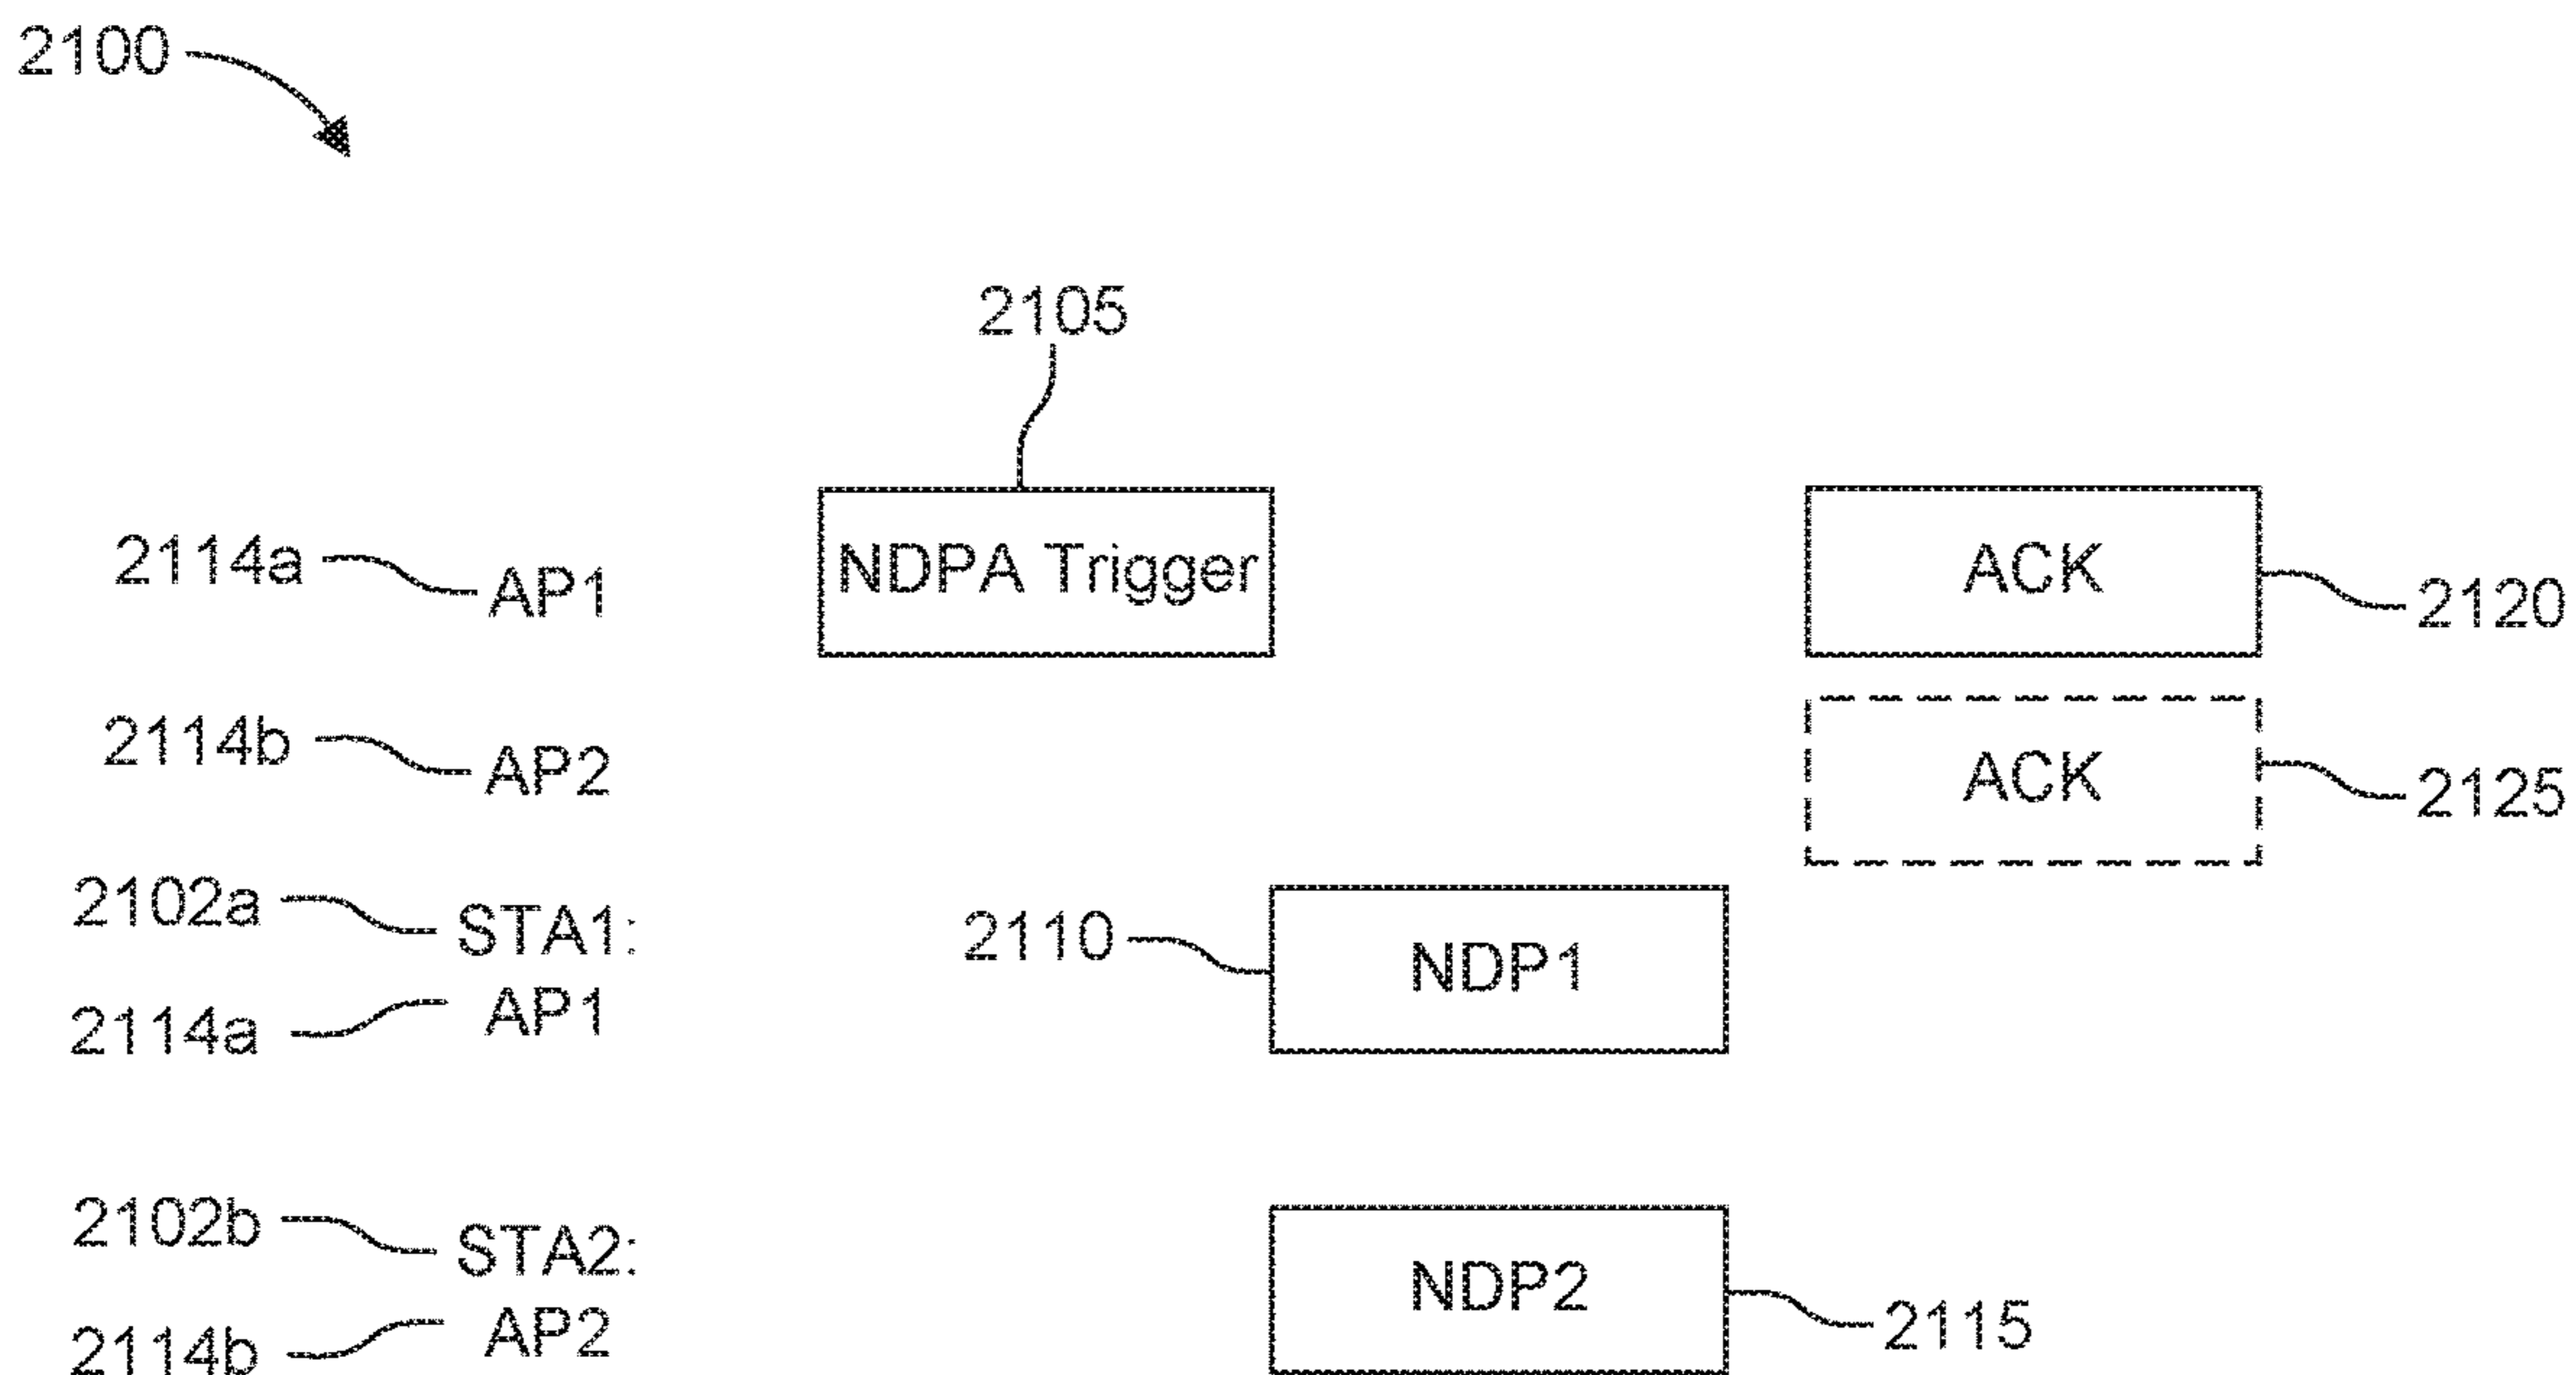 2100
2105
2114a AP1 NDPA Trigger ACK 2120
2114b AP2 ACK 2125
2102a STA1: 2110 NDP1
2114a AP1
2102b STA2: NDP2 2115
2114b AP2